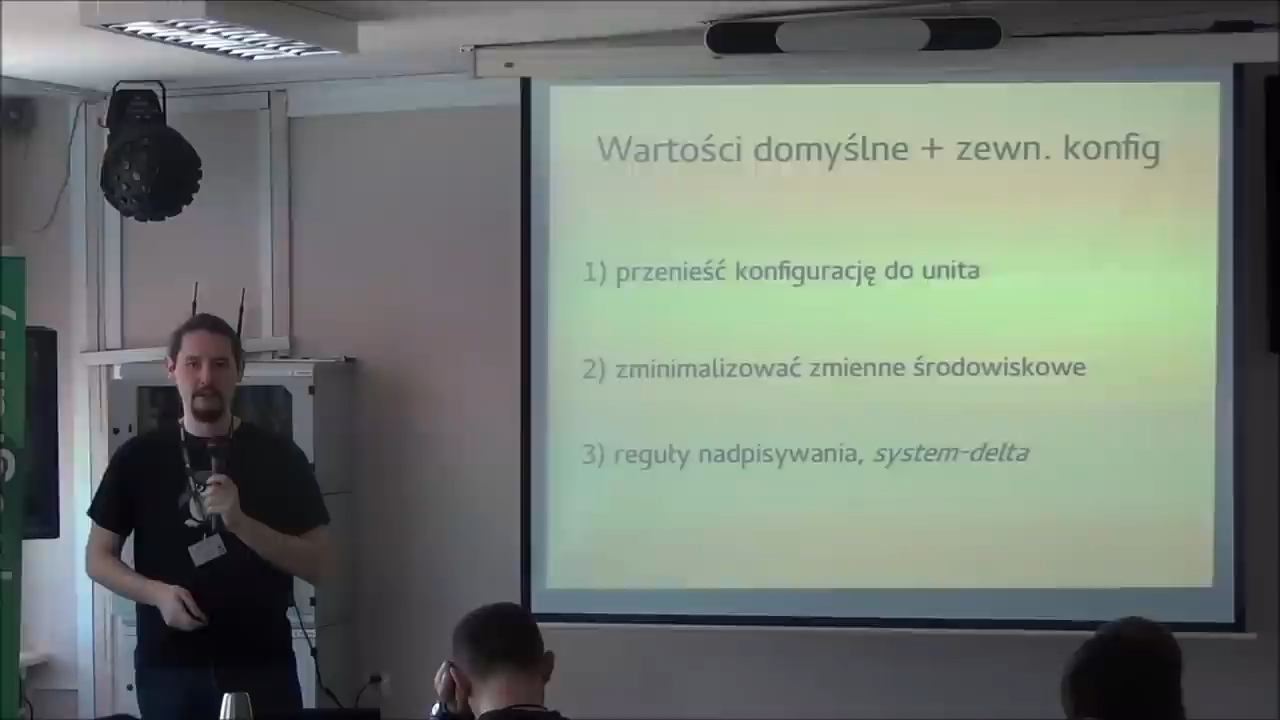 Wartości domyślne + zewn. konfig
1) przenieść konfigurację do unita
2) zminimalizować zmienne środowiskowe
3) reguły nadpisywania, system-delta